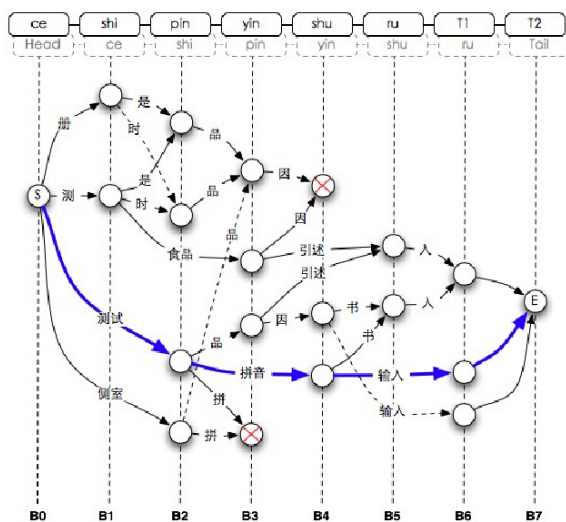 ce shi pin yin shu ru T1 T2
Head ce shi pin yin shu ru Tail
是
册
时
品
因
S
测
是
时
品
品
因
食品
引述
入
引述
E
测试
品
因
书
入
书
拼音
输入
侧室
拼
输入
拼
B0 B1 B2 B3 B4 B5 B6 B7